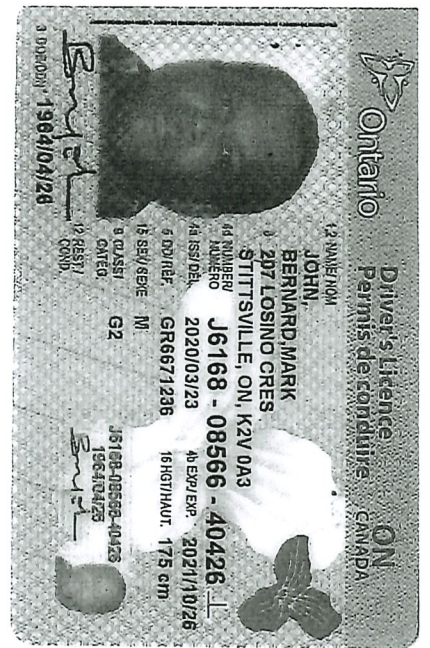 Ontario
Driver's Licence
Permis de conduire
ON
CANADA
1,2 NAME/NOM
JOHN,
BERNARD,MARK
8 207 LOSINO CRES
STITTSVILLE, ON, K2V 0A3
4d NUMBER/NUMÉRO J6168 - 08566 - 40426
4a ISS/DÉL 2020/03/23 4b EXP/EXP. 2021/10/26
5 DD/RÉF. GR6671236 16 HGT/HAUT. 175 cm
15 SEX/SEXE M
9 CLASS/CATÉG. G2
12 REST./COND.
3 DOB/DDN 1964/04/26
J6168-08566-40426
1964/04/26